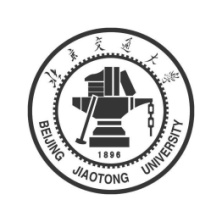 北京交通大学
1896
BEIJING JIAOTONG UNIVERSITY